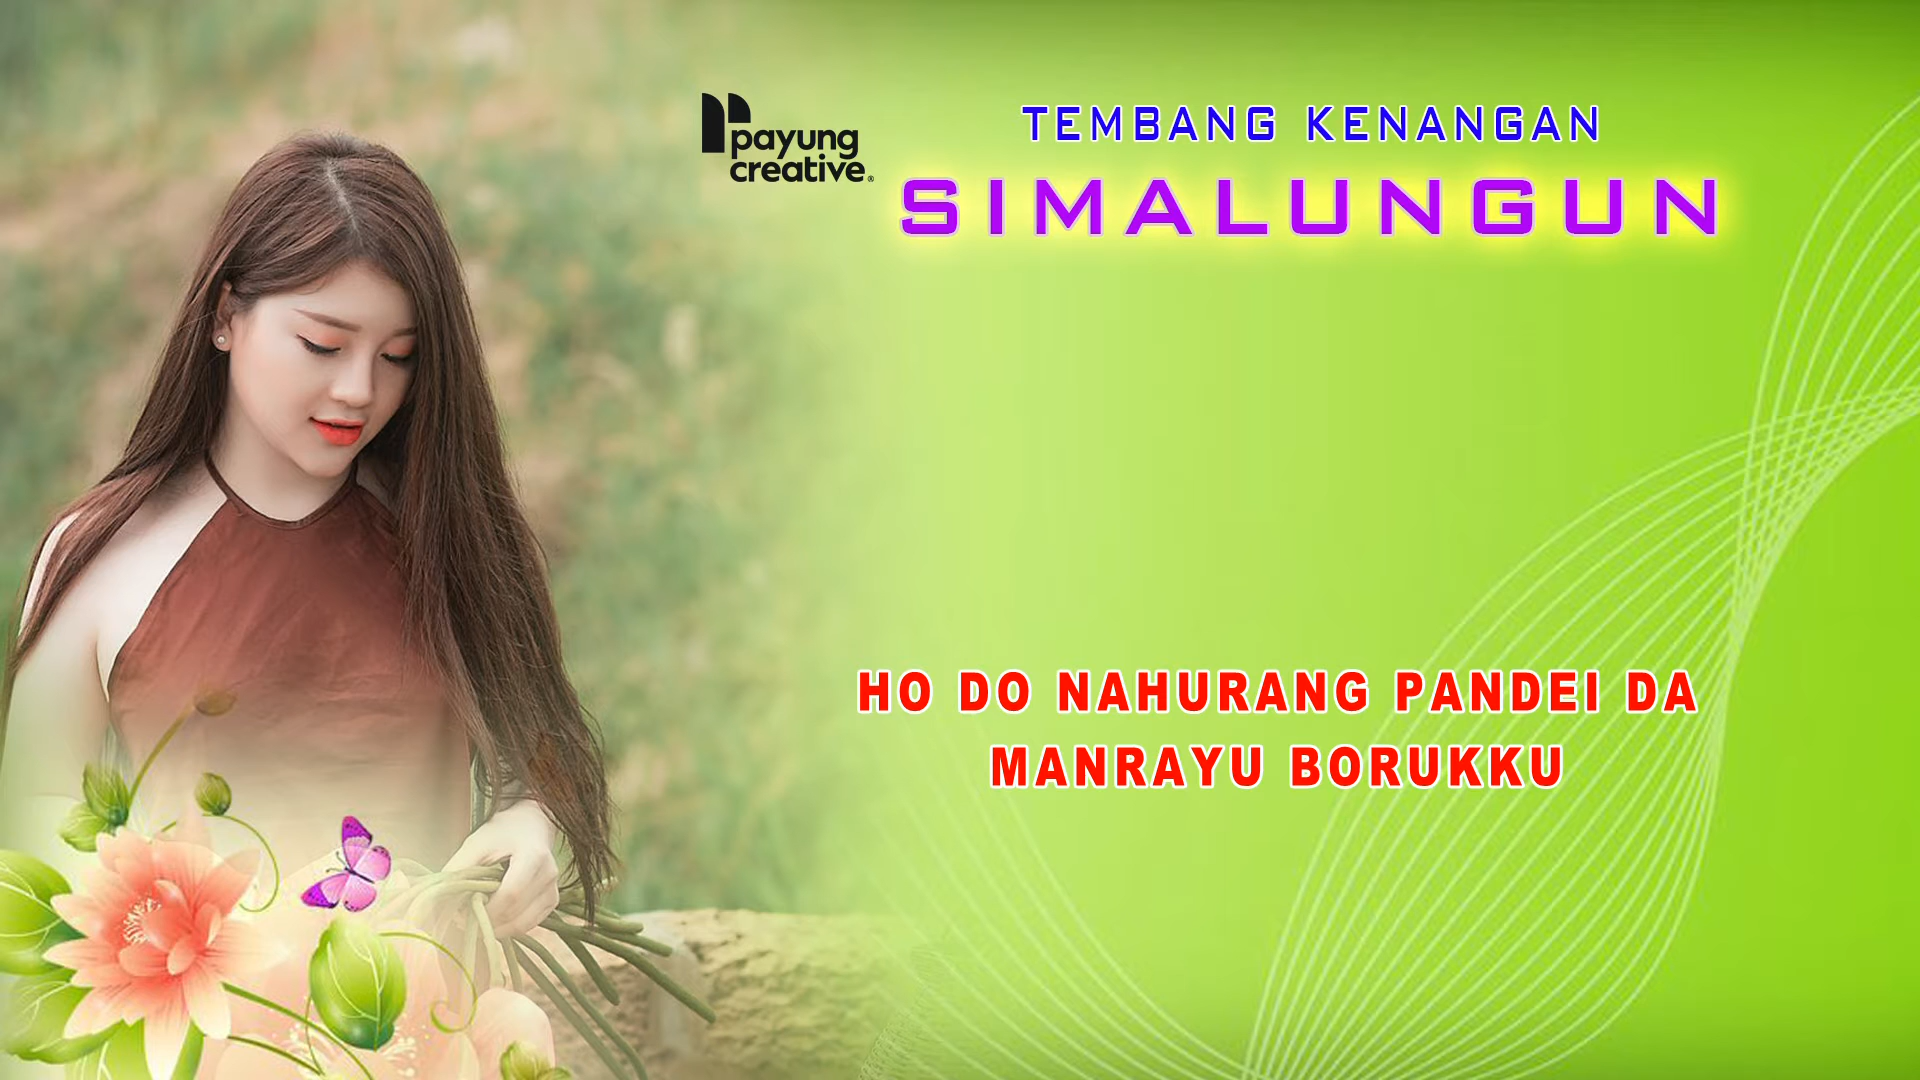 payung
creative®
TEMBANG KENANGAN
SIMALUNGUN
HO DO NAHURANG PANDEI DA
MANRAYU BORUKKU